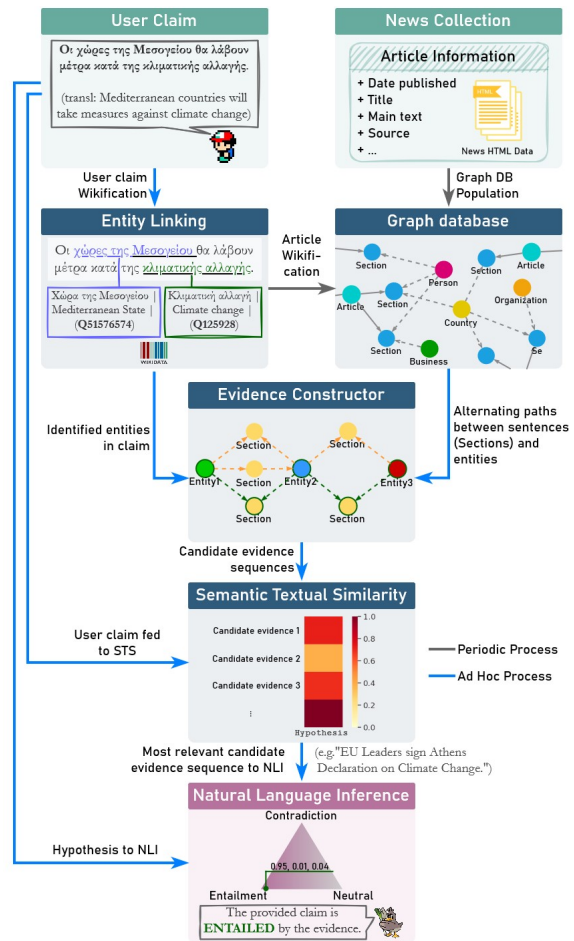 User Claim
Οι χώρες της Μεσογείου θα λάβουν
μέτρα κατά της κλιματικής αλλαγής.
(transl: Mediterranean countries will
take measures against climate change)
News Collection
Article Information
+ Date published
+ Title
+ Main text
+ Source
+ ...
HTML
News HTML Data
User claim
Wikification
Graph DB
Population
Entity Linking
Οι χώρες της Μεσογείου θα λάβουν
μέτρα κατά της κλιματικής αλλαγής.
Χώρα της Μεσογείου |
Mediterranean State |
(Q51576574)
Κλιματική αλλαγή |
Climate change |
(Q125928)
WIKIDATA
Article
Wikifi-
cation
Graph database
Section
Person
Section
Article
Article
Section
Organization
Country
Section
Business
Se
Identified entities
in claim
Evidence Constructor
Section
Section
Entity1
Section
Entity2
Entity3
Section
Section
Alternating paths
between sentences
(Sections) and
entities
Candidate evidence
sequences
Semantic Textual Similarity
Candidate evidence 1
Candidate evidence 2
Candidate evidence 3
⋮
Hypothesis
1.0
0.8
0.6
0.4
0.2
0.0
User claim fed
to STS
Periodic Process
Ad Hoc Process
Most relevant candidate
evidence sequence to NLI
(e.g."EU Leaders sign Athens
Declaration on Climate Change.")
Natural Language Inference
Contradiction
0.95, 0.01, 0.04
Entailment
Neutral
Hypothesis to NLI
The provided claim is
ENTAILED by the evidence.